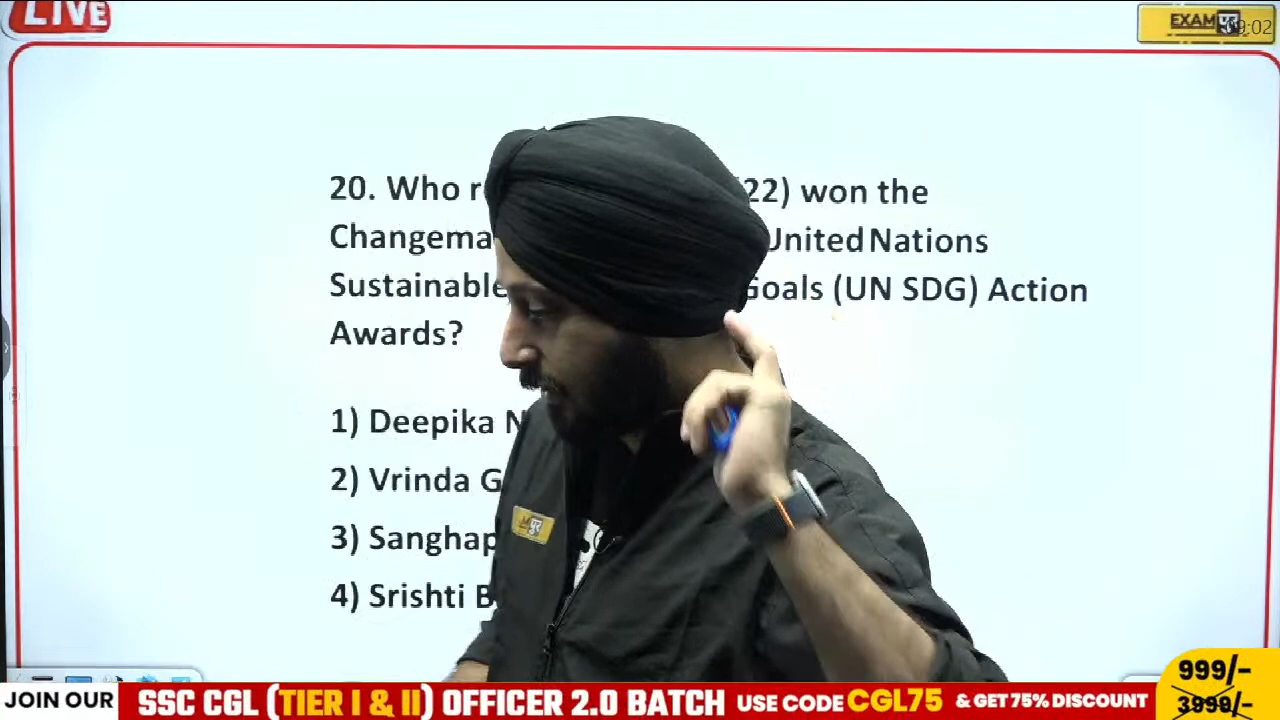 LIVE
EXAM
09:02
20. Who r 22) won the
Changema United Nations
Sustainable Goals (UN SDG) Action
Awards?
1) Deepika N
2) Vrinda G
3) Sanghap
4) Srishti B
JOIN OUR SSC CGL (TIER I & II) OFFICER 2.0 BATCH USE CODE CGL75 & GET 75% DISCOUNT
999/-
3999/-